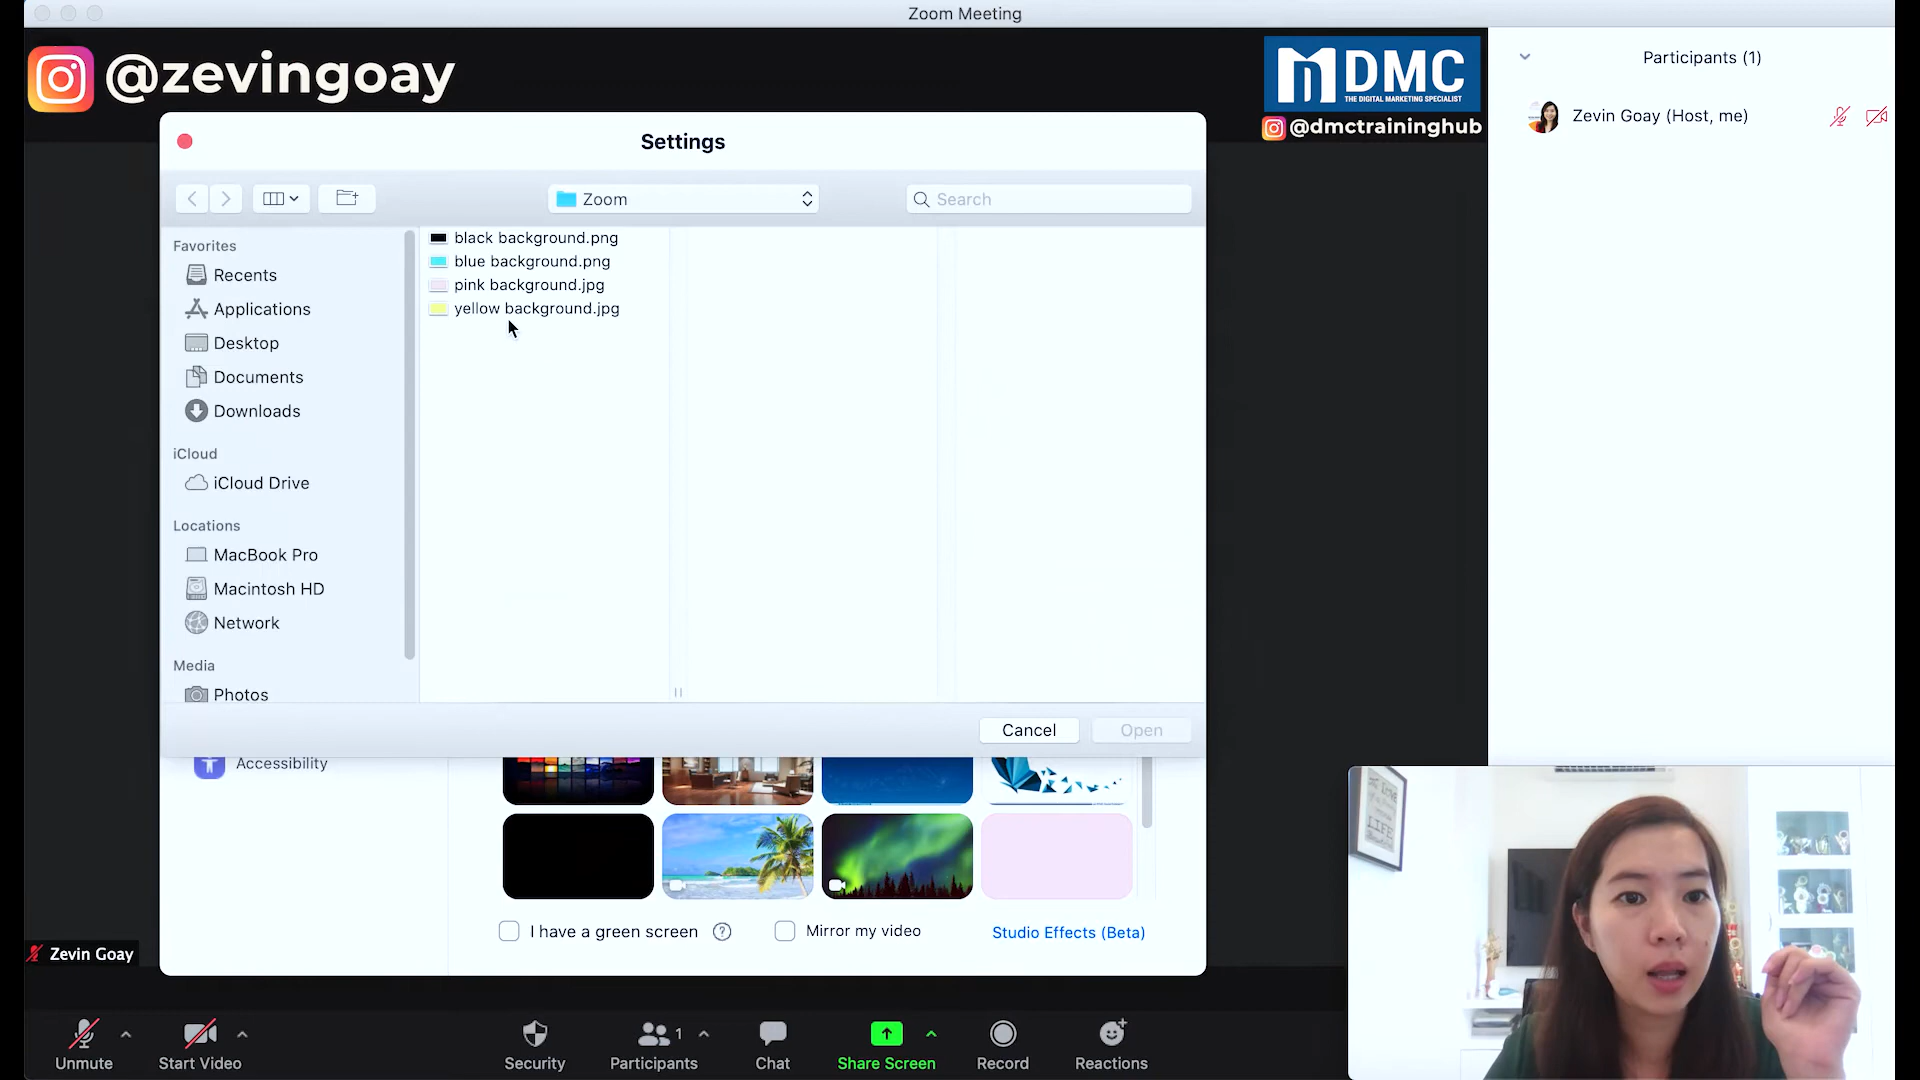 Zoom Meeting
@zevingoay
DMC
THE DIGITAL MARKETING SPECIALIST
@dmctraininghub
Participants (1)
Zevin Goay (Host, me)
Settings
Zoom
Search
Favorites
Recents
Applications
Desktop
Documents
Downloads
iCloud
iCloud Drive
Locations
MacBook Pro
Macintosh HD
Network
Media
Photos
black background.png
blue background.png
pink background.jpg
yellow background.jpg
Cancel
Open
Accessibility
I have a green screen
?
Mirror my video
Studio Effects (Beta)
Zevin Goay
Unmute
Start Video
Security
1
Participants
Chat
Share Screen
Record
Reactions
LIFE